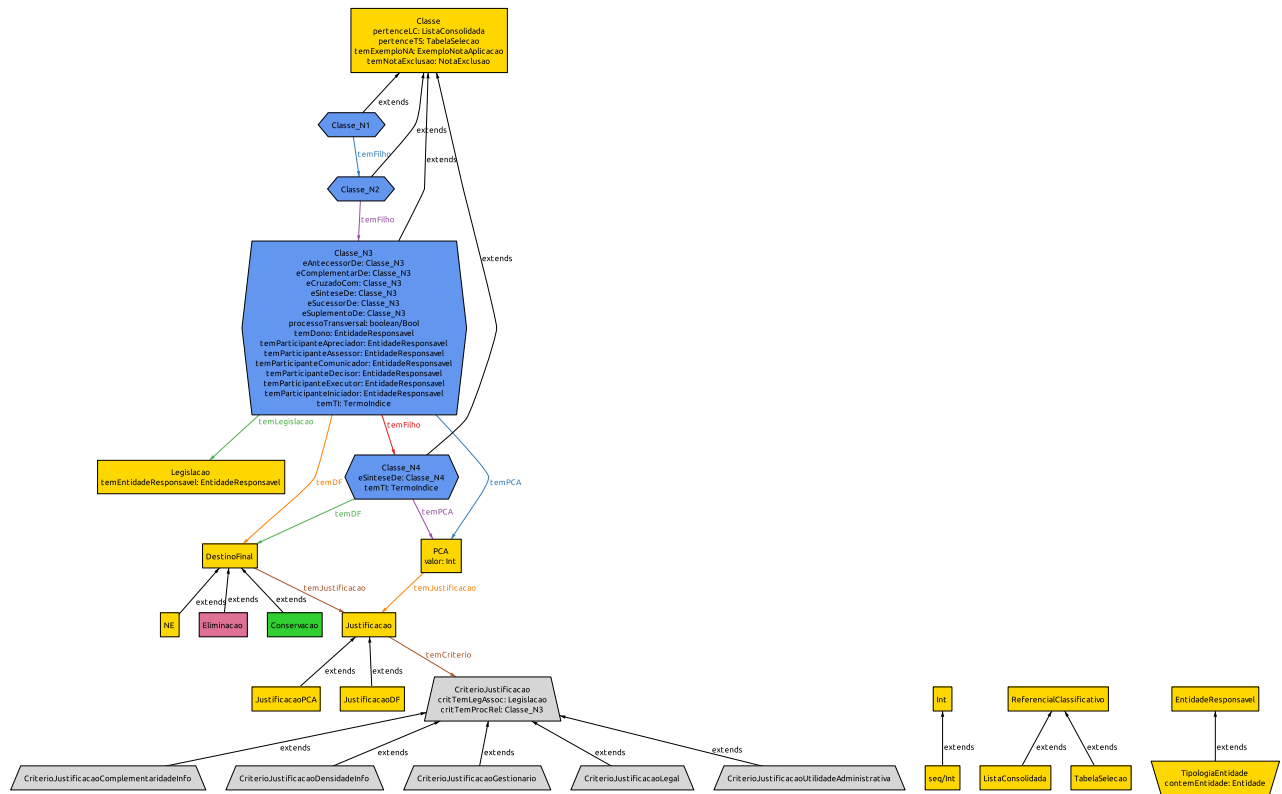 Classe
pertenceLC: ListaConsolidada
pertenceTS: TabelaSelecao
temExemploNA: ExemploNotaAplicacao
temNotaExclusao: NotaExclusao
extends
Classe_N1
extends
temFilho
extends
Classe_N2
temFilho
Classe_N3
eAntecessorDe: Classe_N3
eComplementarDe: Classe_N3
eCruzadoCom: Classe_N3
eSinteseDe: Classe_N3
eSucessorDe: Classe_N3
eSuplementoDe: Classe_N3
processoTransversal: boolean/Bool
temDono: EntidadeResponsavel
temParticipanteApreciador: EntidadeResponsavel
temParticipanteAssessor: EntidadeResponsavel
temParticipanteComunicador: EntidadeResponsavel
temParticipanteDecisor: EntidadeResponsavel
temParticipanteExecutor: EntidadeResponsavel
temParticipanteIniciador: EntidadeResponsavel
temTI: TermoIndice
extends
temLegislacao
temFilho
Legislacao
temEntidadeResponsavel: EntidadeResponsavel
Classe_N4
eSinteseDe: Classe_N4
temTI: TermoIndice
temDF
temPCA
temDF
temPCA
DestinoFinal
PCA
valor: Int
extends
extends
extends
temJustificacao
temJustificacao
NE
Eliminacao
Conservacao
Justificacao
extends
extends
temCriterio
JustificacaoPCA
JustificacaoDF
CriterioJustificacao
critTemLegAssoc: Legislacao
critTemProcRel: Classe_N3
Int
ReferencialClassificativo
EntidadeResponsavel
extends
extends
extends
extends
extends
extends
extends
extends
extends
CriterioJustificacaoComplementaridadeInfo
CriterioJustificacaoDensidadeInfo
CriterioJustificacaoGestionario
CriterioJustificacaoLegal
CriterioJustificacaoUtilidadeAdministrativa
seq/Int
ListaConsolidada
TabelaSelecao
TipologiaEntidade
contemEntidade: Entidade